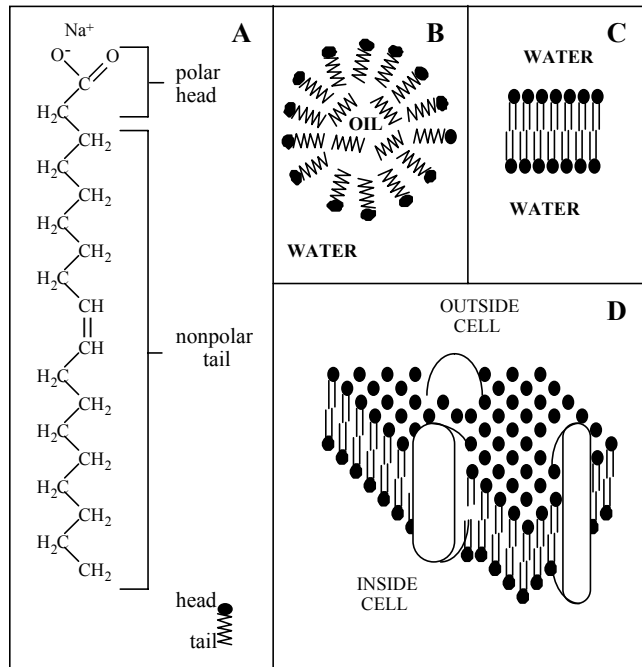 A
Na⁺
O⁻
O
C
H₂C
CH₂
H₂C
CH₂
H₂C
CH₂
H₂C
CH
CH
H₂C
CH₂
H₂C
CH₂
H₂C
CH₂
H₂C
CH₂
polar
head
nonpolar
tail
head
tail
B
OIL
WATER
C
WATER
WATER
D
OUTSIDE
CELL
INSIDE
CELL